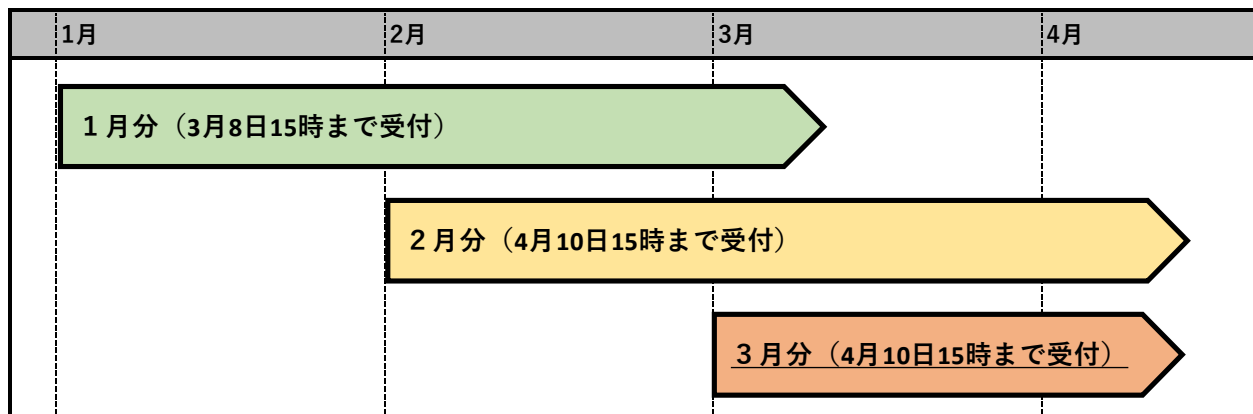 1月 2月 3月 4月
１月分（3月8日15時まで受付）
２月分（4月10日15時まで受付）
３月分（4月10日15時まで受付）